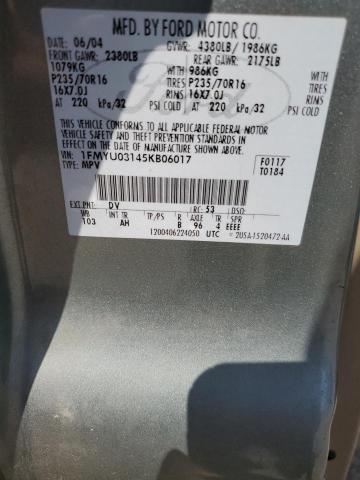 MFD. BY FORD MOTOR CO.
DATE: 06/04 GVWR: 4380LB/1986KG
FRONT GAWR: 2380LB REAR GAWR: 2175LB
1079KG WITH 986KG WITH
P235/70R16 TIRES P235/70R16 TIRES
16X7.0J RIMS 16X7.0J RIMS
AT 220 kPa/32 PSI COLD AT 220 kPa/32 PSI COLD
THIS VEHICLE CONFORMS TO ALL APPLICABLE FEDERAL MOTOR VEHICLE
SAFETY AND THEFT PREVENTION STANDARDS IN EFFECT ON THE DATE OF MANUFACTURE
SHOWN ABOVE.
VIN: 1FMYU03145KB06017 F0117
TYPE: MPV T0184
EXT PNT: DV RC: 53 DSO:
WB INT TR TP/PS R AXLE TR SPR
103 AH B 96 4 EEEE
1200406224050 UTC 2U5A-1520472-AA
Ford